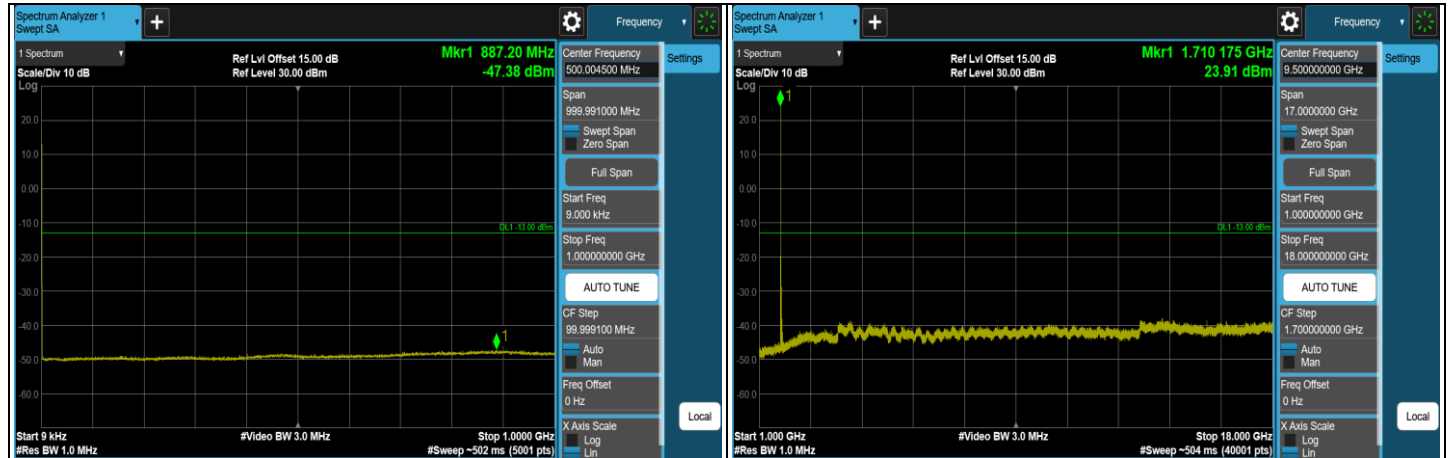 Spectrum Analyzer 1
Swept SA
+
Frequency
1 Spectrum
Scale/Div 10 dB
Log
Ref Lvl Offset 15.00 dB
Ref Level 30.00 dBm
Mkr1 887.20 MHz
-47.38 dBm
1
20.0
10.0
0.00
-10.0
-20.0
-30.0
-40.0
-50.0
-60.0
DL1 -13.00 dBm
Start 9 kHz
#Res BW 1.0 MHz
#Video BW 3.0 MHz
Stop 1.0000 GHz
#Sweep ~502 ms (5001 pts)
Center Frequency
500.004500 MHz
Settings
Span
999.991000 MHz
Swept Span
Zero Span
Full Span
Start Freq
9.000 kHz
Stop Freq
1.000000000 GHz
AUTO TUNE
CF Step
99.999100 MHz
Auto
Man
Freq Offset
0 Hz
X Axis Scale
Log
Lin
Local
Spectrum Analyzer 1
Swept SA
+
Frequency
1 Spectrum
Scale/Div 10 dB
Log
Ref Lvl Offset 15.00 dB
Ref Level 30.00 dBm
Mkr1 1.710 175 GHz
23.91 dBm
1
20.0
10.0
0.00
-10.0
-20.0
-30.0
-40.0
-50.0
-60.0
DL1 -13.00 dBm
Start 1.000 GHz
#Res BW 1.0 MHz
#Video BW 3.0 MHz
Stop 18.000 GHz
#Sweep ~504 ms (40001 pts)
Center Frequency
9.500000000 GHz
Settings
Span
17.0000000 GHz
Swept Span
Zero Span
Full Span
Start Freq
1.000000000 GHz
Stop Freq
18.000000000 GHz
AUTO TUNE
CF Step
1.700000000 GHz
Auto
Man
Freq Offset
0 Hz
X Axis Scale
Log
Lin
Local